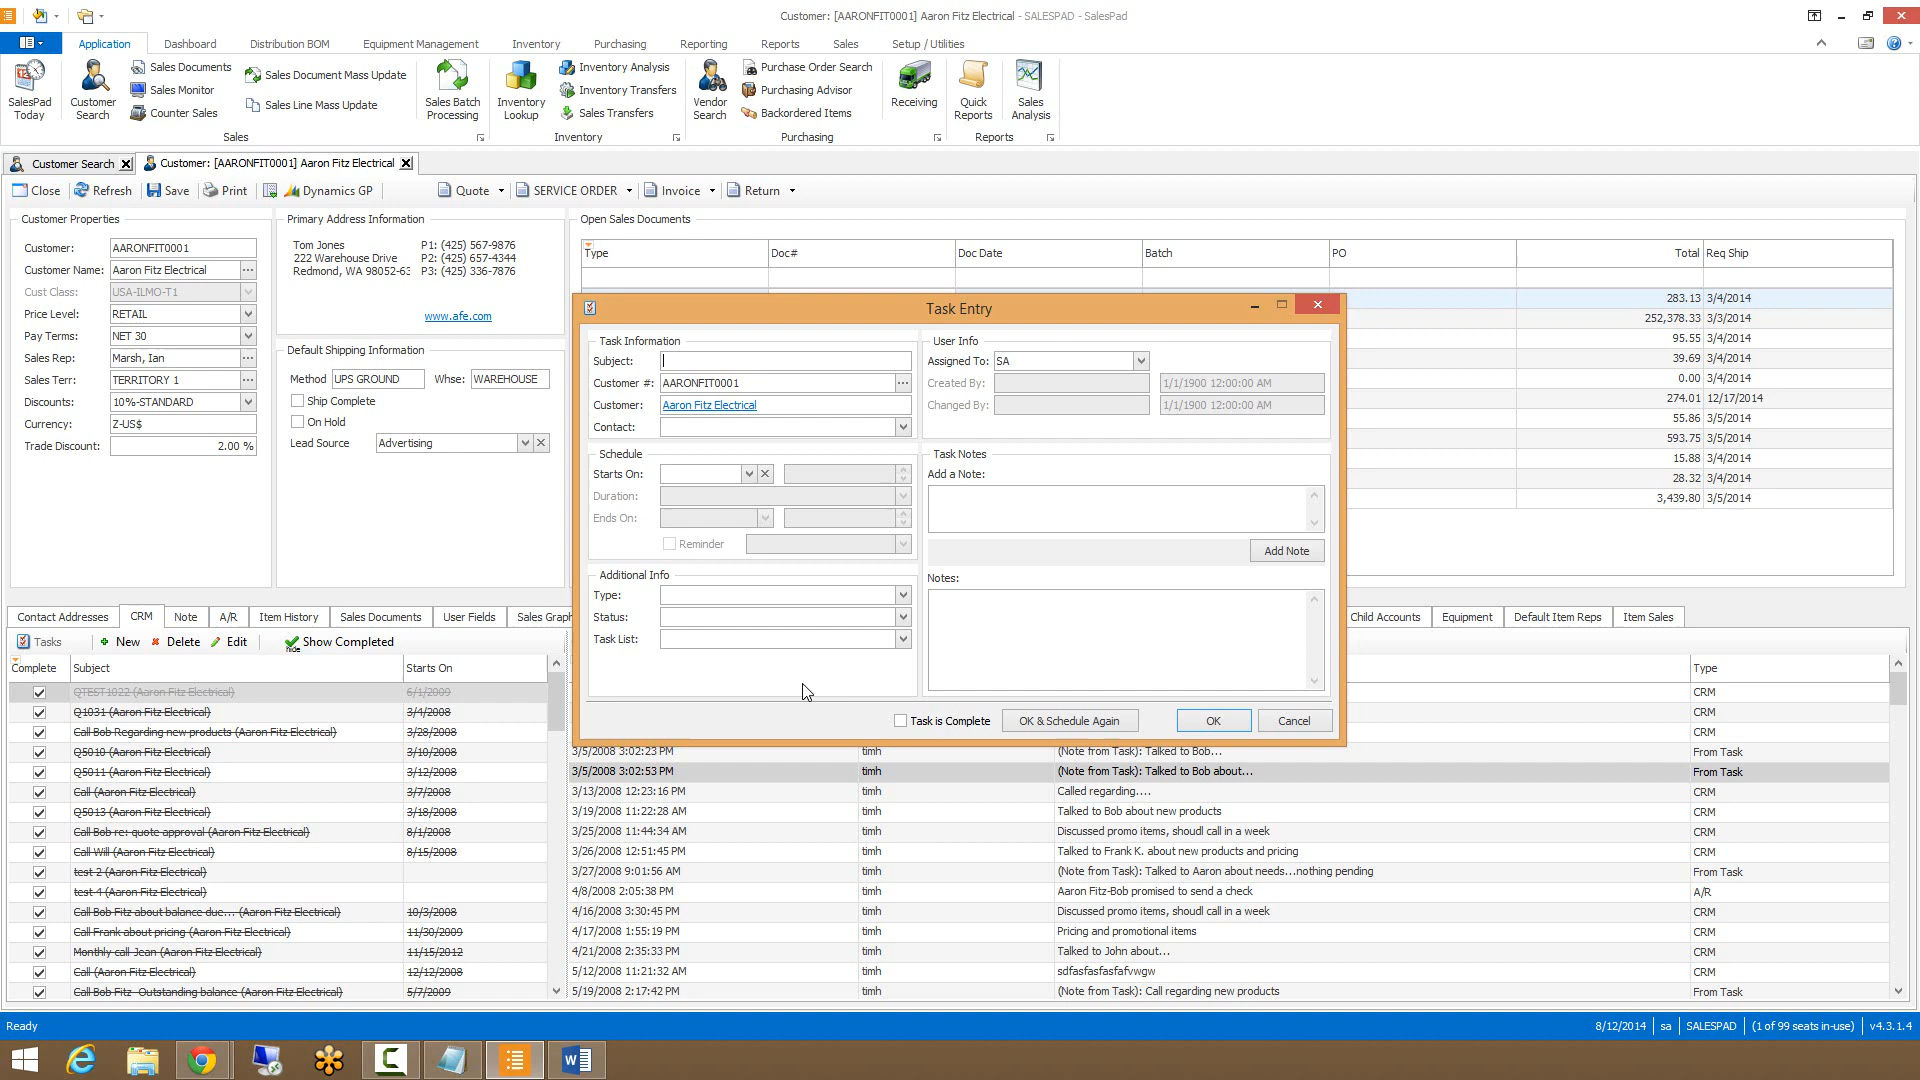 Customer: [AARONFIT0001] Aaron Fitz Electrical - SALESPAD - SalesPad
Application Dashboard Distribution BOM Equipment Management Inventory Purchasing Reporting Reports Sales Setup / Utilities
SalesPad Today
Customer Search
Sales Documents
Sales Monitor
Counter Sales
Sales Document Mass Update
Sales Line Mass Update
Sales Batch Processing
Inventory Lookup
Inventory Analysis
Inventory Transfers
Sales Transfers
Vendor Search
Purchase Order Search
Purchasing Advisor
Backordered Items
Receiving
Quick Reports
Sales Analysis
Sales Inventory Purchasing Reports
Customer Search Customer: [AARONFIT0001] Aaron Fitz Electrical
Close Refresh Save Print Dynamics GP Quote SERVICE ORDER Invoice Return
Customer Properties
Customer: AARONFIT0001
Customer Name: Aaron Fitz Electrical
Cust Class: USA-ILMO-T1
Price Level: RETAIL
Pay Terms: NET 30
Sales Rep: Marsh, Ian
Sales Terr: TERRITORY 1
Discounts: 10%-STANDARD
Currency: Z-US$
Trade Discount: 2.00 %
Primary Address Information
Tom Jones P1: (425) 567-9876
222 Warehouse Drive P2: (425) 657-4344
Redmond, WA 98052-63 P3: (425) 336-7876
www.afe.com
Default Shipping Information
Method UPS GROUND Whse: WAREHOUSE
Ship Complete
On Hold
Lead Source Advertising
Open Sales Documents
Type Doc# Doc Date Batch PO Total Req Ship
283.13 3/4/2014
252,378.33 3/3/2014
95.55 3/4/2014
39.69 3/4/2014
0.00 3/4/2014
274.01 12/17/2014
55.86 3/5/2014
593.75 3/5/2014
15.88 3/4/2014
28.32 3/4/2014
3,439.80 3/5/2014
Task Entry
Task Information
Subject:
Customer #: AARONFIT0001
Customer: Aaron Fitz Electrical
Contact:
Schedule
Starts On:
Duration:
Ends On:
Reminder
Additional Info
Type:
Status:
Task List:
User Info
Assigned To: SA
Created By: 1/1/1900 12:00:00 AM
Changed By: 1/1/1900 12:00:00 AM
Task Notes
Add a Note:
Add Note
Notes:
Task is Complete OK & Schedule Again OK Cancel
Contact Addresses CRM Note A/R Item History Sales Documents User Fields Sales Graph Child Accounts Equipment Default Item Reps Item Sales
Tasks New Delete Edit hide Show Completed
Complete Subject Starts On
QTEST1022 (Aaron Fitz Electrical) 6/1/2009
Q1031 (Aaron Fitz Electrical) 3/4/2008
Call Bob Regarding new products (Aaron Fitz Electrical) 3/28/2008
Q5010 (Aaron Fitz Electrical) 3/10/2008
Q5011 (Aaron Fitz Electrical) 3/12/2008
Call (Aaron Fitz Electrical) 3/7/2008
Q5013 (Aaron Fitz Electrical) 3/18/2008
Call Bob re: quote approval (Aaron Fitz Electrical) 8/1/2008
Call Will (Aaron Fitz Electrical) 8/15/2008
test 2 (Aaron Fitz Electrical)
test 4 (Aaron Fitz Electrical)
Call Bob Fitz about balance due... (Aaron Fitz Electrical) 10/3/2008
Call Frank about pricing (Aaron Fitz Electrical) 11/30/2009
Monthly call Jean (Aaron Fitz Electrical) 11/15/2012
Call (Aaron Fitz Electrical) 12/12/2008
Call Bob Fitz- Outstanding balance (Aaron Fitz Electrical) 5/7/2009
Type
CRM
CRM
CRM
3/5/2008 3:02:23 PM timh (Note from Task): Talked to Bob... From Task
3/5/2008 3:02:53 PM timh (Note from Task): Talked to Bob about... From Task
3/13/2008 12:23:16 PM timh Called regarding.... CRM
3/19/2008 11:22:28 AM timh Talked to Bob about new products CRM
3/25/2008 11:44:34 AM timh Discussed promo items, shoudl call in a week CRM
3/26/2008 12:51:45 PM timh Talked to Frank K. about new products and pricing CRM
3/27/2008 9:01:56 AM timh (Note from Task): Talked to Aaron about needs...nothing pending From Task
4/8/2008 2:05:38 PM timh Aaron Fitz-Bob promised to send a check A/R
4/16/2008 3:30:45 PM timh Discussed promo items, shoudl call in a week CRM
4/17/2008 1:55:19 PM timh Pricing and promotional items CRM
4/21/2008 2:35:33 PM timh Talked to John about... CRM
5/12/2008 11:21:32 AM timh sdfasfasfasfafvwgw CRM
5/19/2008 2:17:42 PM timh (Note from Task): Call regarding new products From Task
Ready 8/12/2014 sa SALESPAD (1 of 99 seats in-use) v4.3.1.4